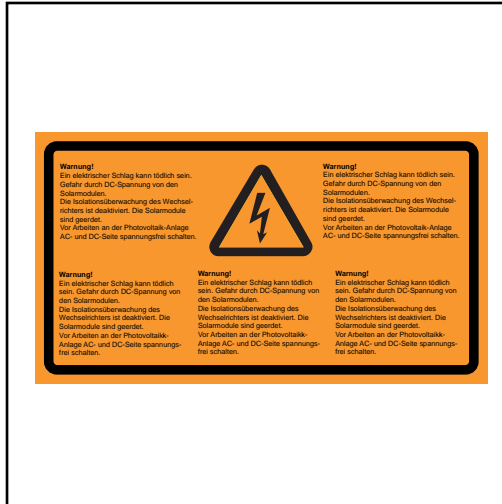 Warnung!
Ein elektrischer Schlag kann tödlich sein.
Gefahr durch DC-Spannung von den
Solarmodulen.
Die Isolationsüberwachung des Wechsel-
richters ist deaktiviert. Die Solarmodule
sind geerdet.
Vor Arbeiten an der Photovoltaik-Anlage
AC- und DC-Seite spannungsfrei schalten.
Warnung!
Ein elektrischer Schlag kann tödlich sein.
Gefahr durch DC-Spannung von den
Solarmodulen.
Die Isolationsüberwachung des Wechsel-
richters ist deaktiviert. Die Solarmodule
sind geerdet.
Vor Arbeiten an der Photovoltaik-Anlage
AC- und DC-Seite spannungsfrei schalten.
Warnung!
Ein elektrischer Schlag kann tödlich
sein. Gefahr durch DC-Spannung von
den Solarmodulen.
Die Isolationsüberwachung des
Wechselrichters ist deaktiviert. Die
Solarmodule sind geerdet.
Vor Arbeiten an der Photovoltaikk-
Anlage AC- und DC-Seite spannungs-
frei schalten.
Warnung!
Ein elektrischer Schlag kann tödlich
sein. Gefahr durch DC-Spannung von
den Solarmodulen.
Die Isolationsüberwachung des
Wechselrichters ist deaktiviert. Die
Solarmodule sind geerdet.
Vor Arbeiten an der Photovoltaikk-
Anlage AC- und DC-Seite spannungs-
frei schalten.
Warnung!
Ein elektrischer Schlag kann tödlich
sein. Gefahr durch DC-Spannung von
den Solarmodulen.
Die Isolationsüberwachung des
Wechselrichters ist deaktiviert. Die
Solarmodule sind geerdet.
Vor Arbeiten an der Photovoltaikk-
Anlage AC- und DC-Seite spannungs-
frei schalten.